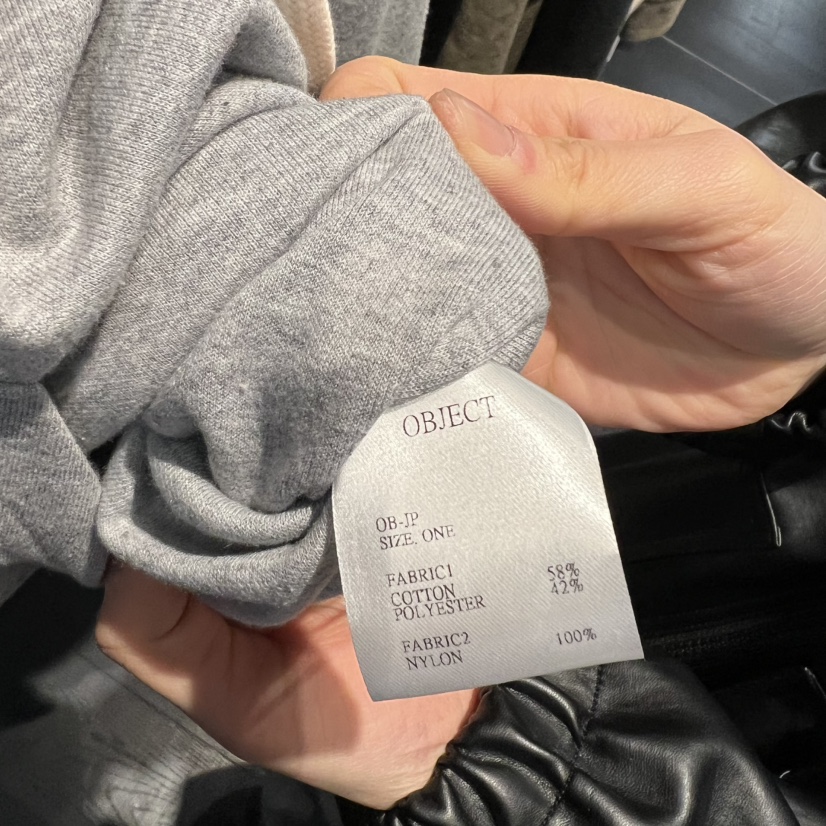 OBJECT
OB-JP
SIZE. ONE
FABRIC1
COTTON 58%
POLYESTER 42%
FABRIC2
NYLON 100%